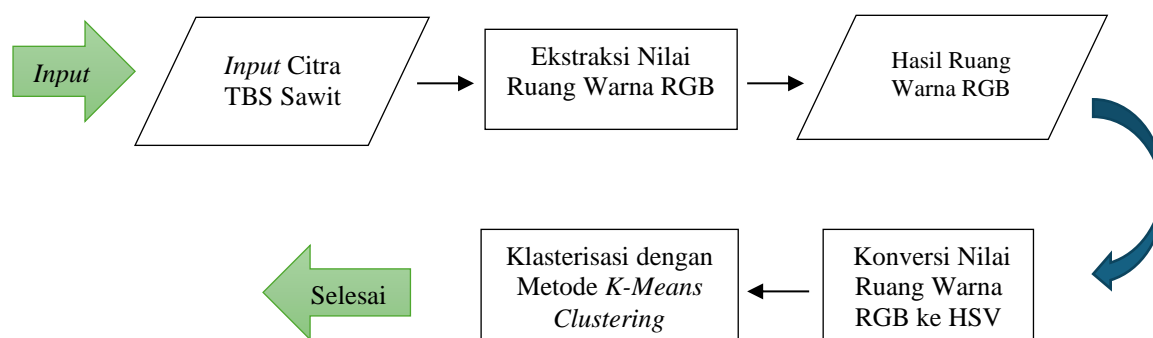 Input
Input Citra
TBS Sawit
Ekstraksi Nilai
Ruang Warna RGB
Hasil Ruang
Warna RGB
Konversi Nilai
Ruang Warna
RGB ke HSV
Klasterisasi dengan
Metode K-Means
Clustering
Selesai